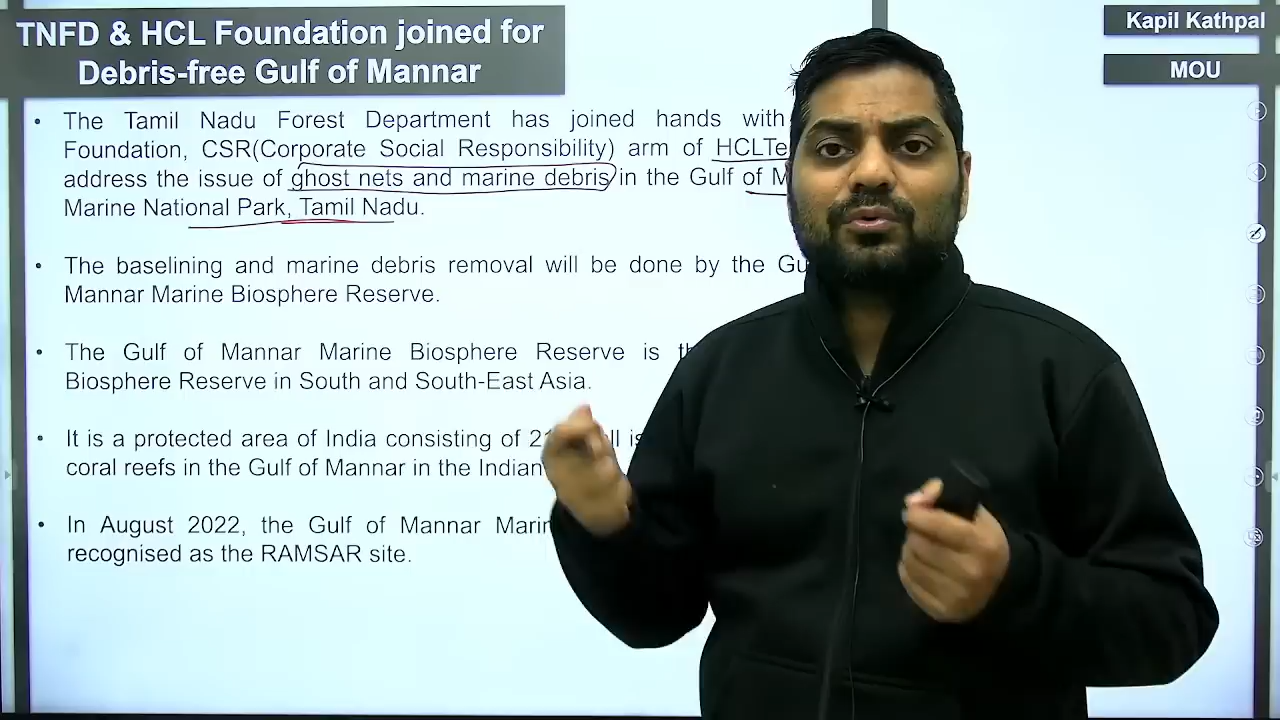 TNFD & HCL Foundation joined for
Debris-free Gulf of Mannar
Kapil Kathpal
MOU
• The Tamil Nadu Forest Department has joined hands with
Foundation, CSR(Corporate Social Responsibility) arm of HCLTe
address the issue of ghost nets and marine debris in the Gulf of M
Marine National Park, Tamil Nadu.
• The baselining and marine debris removal will be done by the Gu
Mannar Marine Biosphere Reserve.
• The Gulf of Mannar Marine Biosphere Reserve is th
Biosphere Reserve in South and South-East Asia.
• It is a protected area of India consisting of 21 is
coral reefs in the Gulf of Mannar in the Indian
• In August 2022, the Gulf of Mannar Marin
recognised as the RAMSAR site.